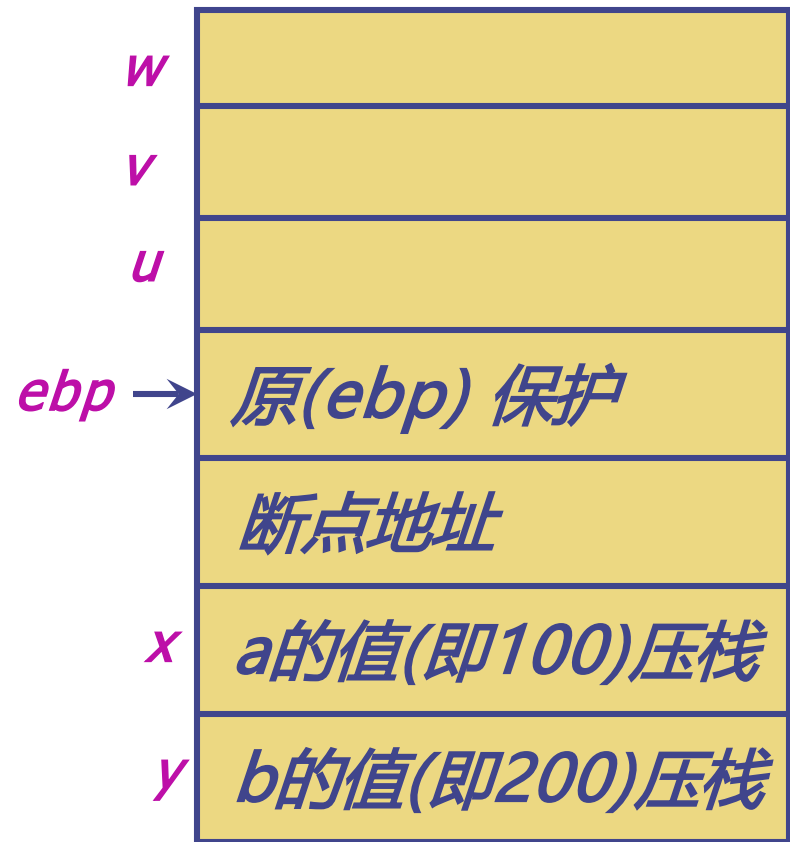 w
v
u
ebp 原(ebp) 保护
断点地址
x a的值(即100)压栈
y b的值(即200)压栈